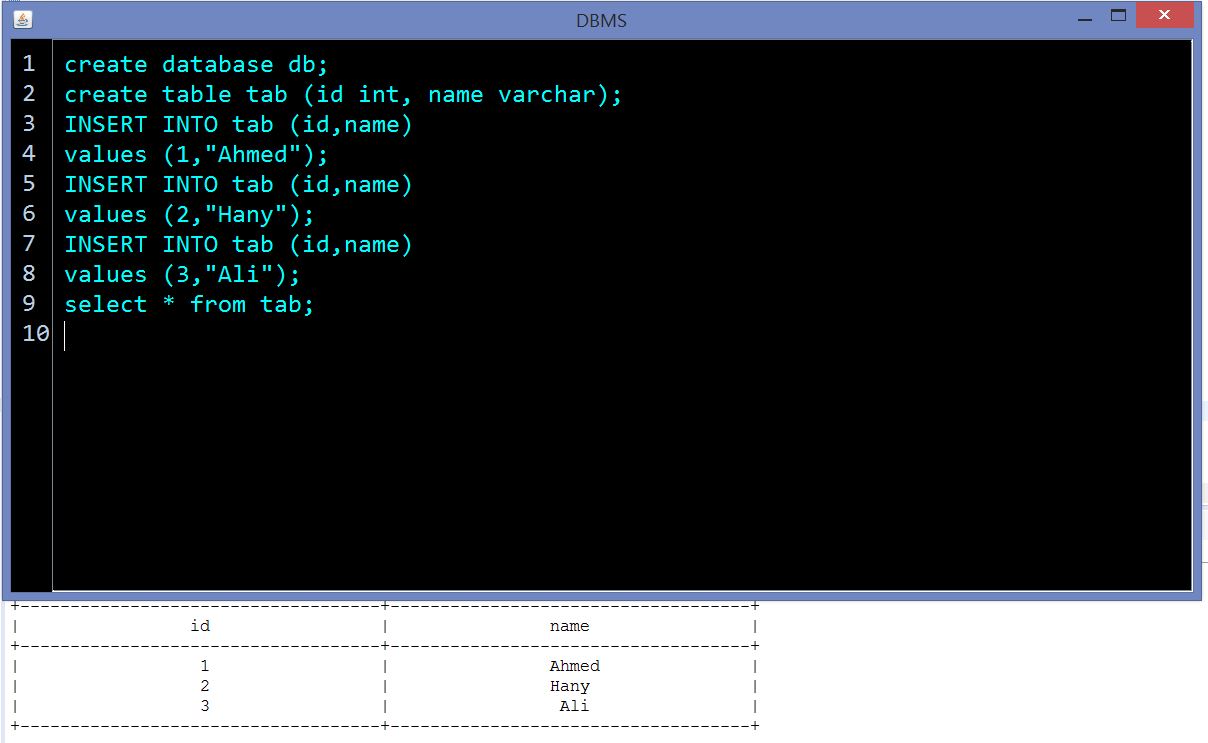 DBMS
1 create database db;
2 create table tab (id int, name varchar);
3 INSERT INTO tab (id,name)
4 values (1,"Ahmed");
5 INSERT INTO tab (id,name)
6 values (2,"Hany");
7 INSERT INTO tab (id,name)
8 values (3,"Ali");
9 select * from tab;
10
+------------------------------------+------------------------------------+
| id | name |
+------------------------------------+------------------------------------+
| 1 | Ahmed |
| 2 | Hany |
| 3 | Ali |
+------------------------------------+------------------------------------+